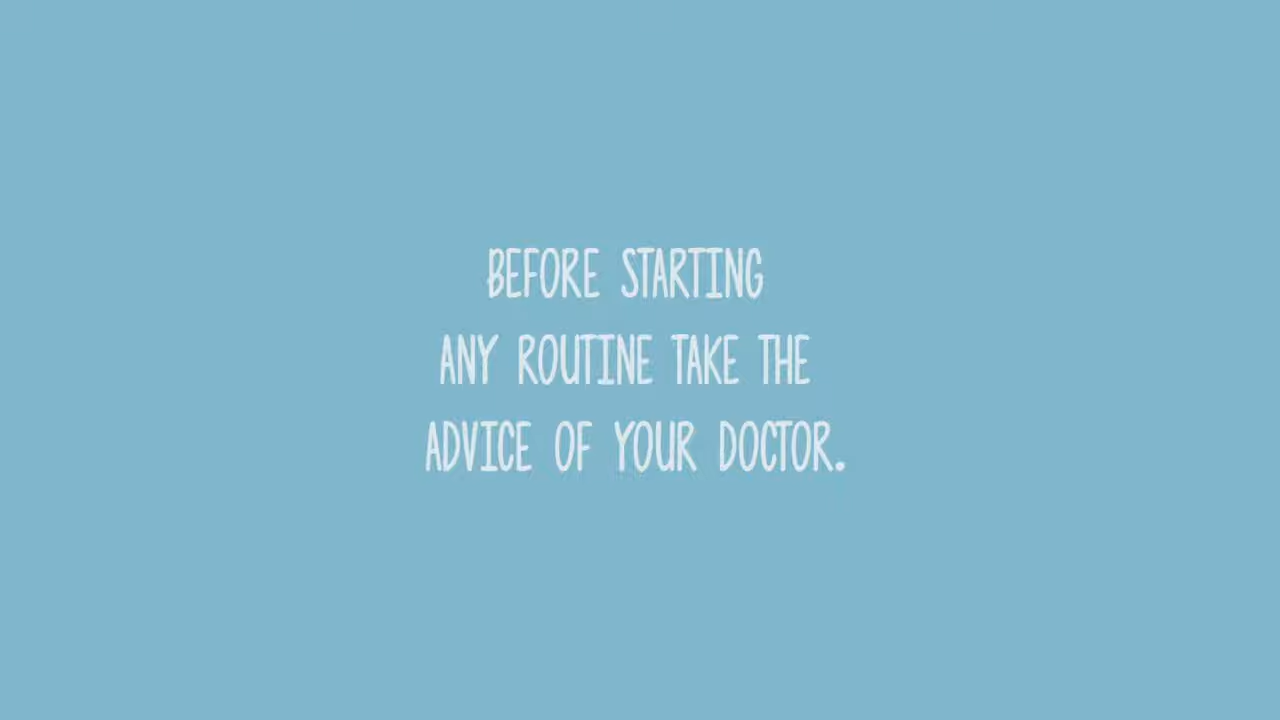 BEFORE STARTING
ANY ROUTINE TAKE THE
ADVICE OF YOUR DOCTOR.